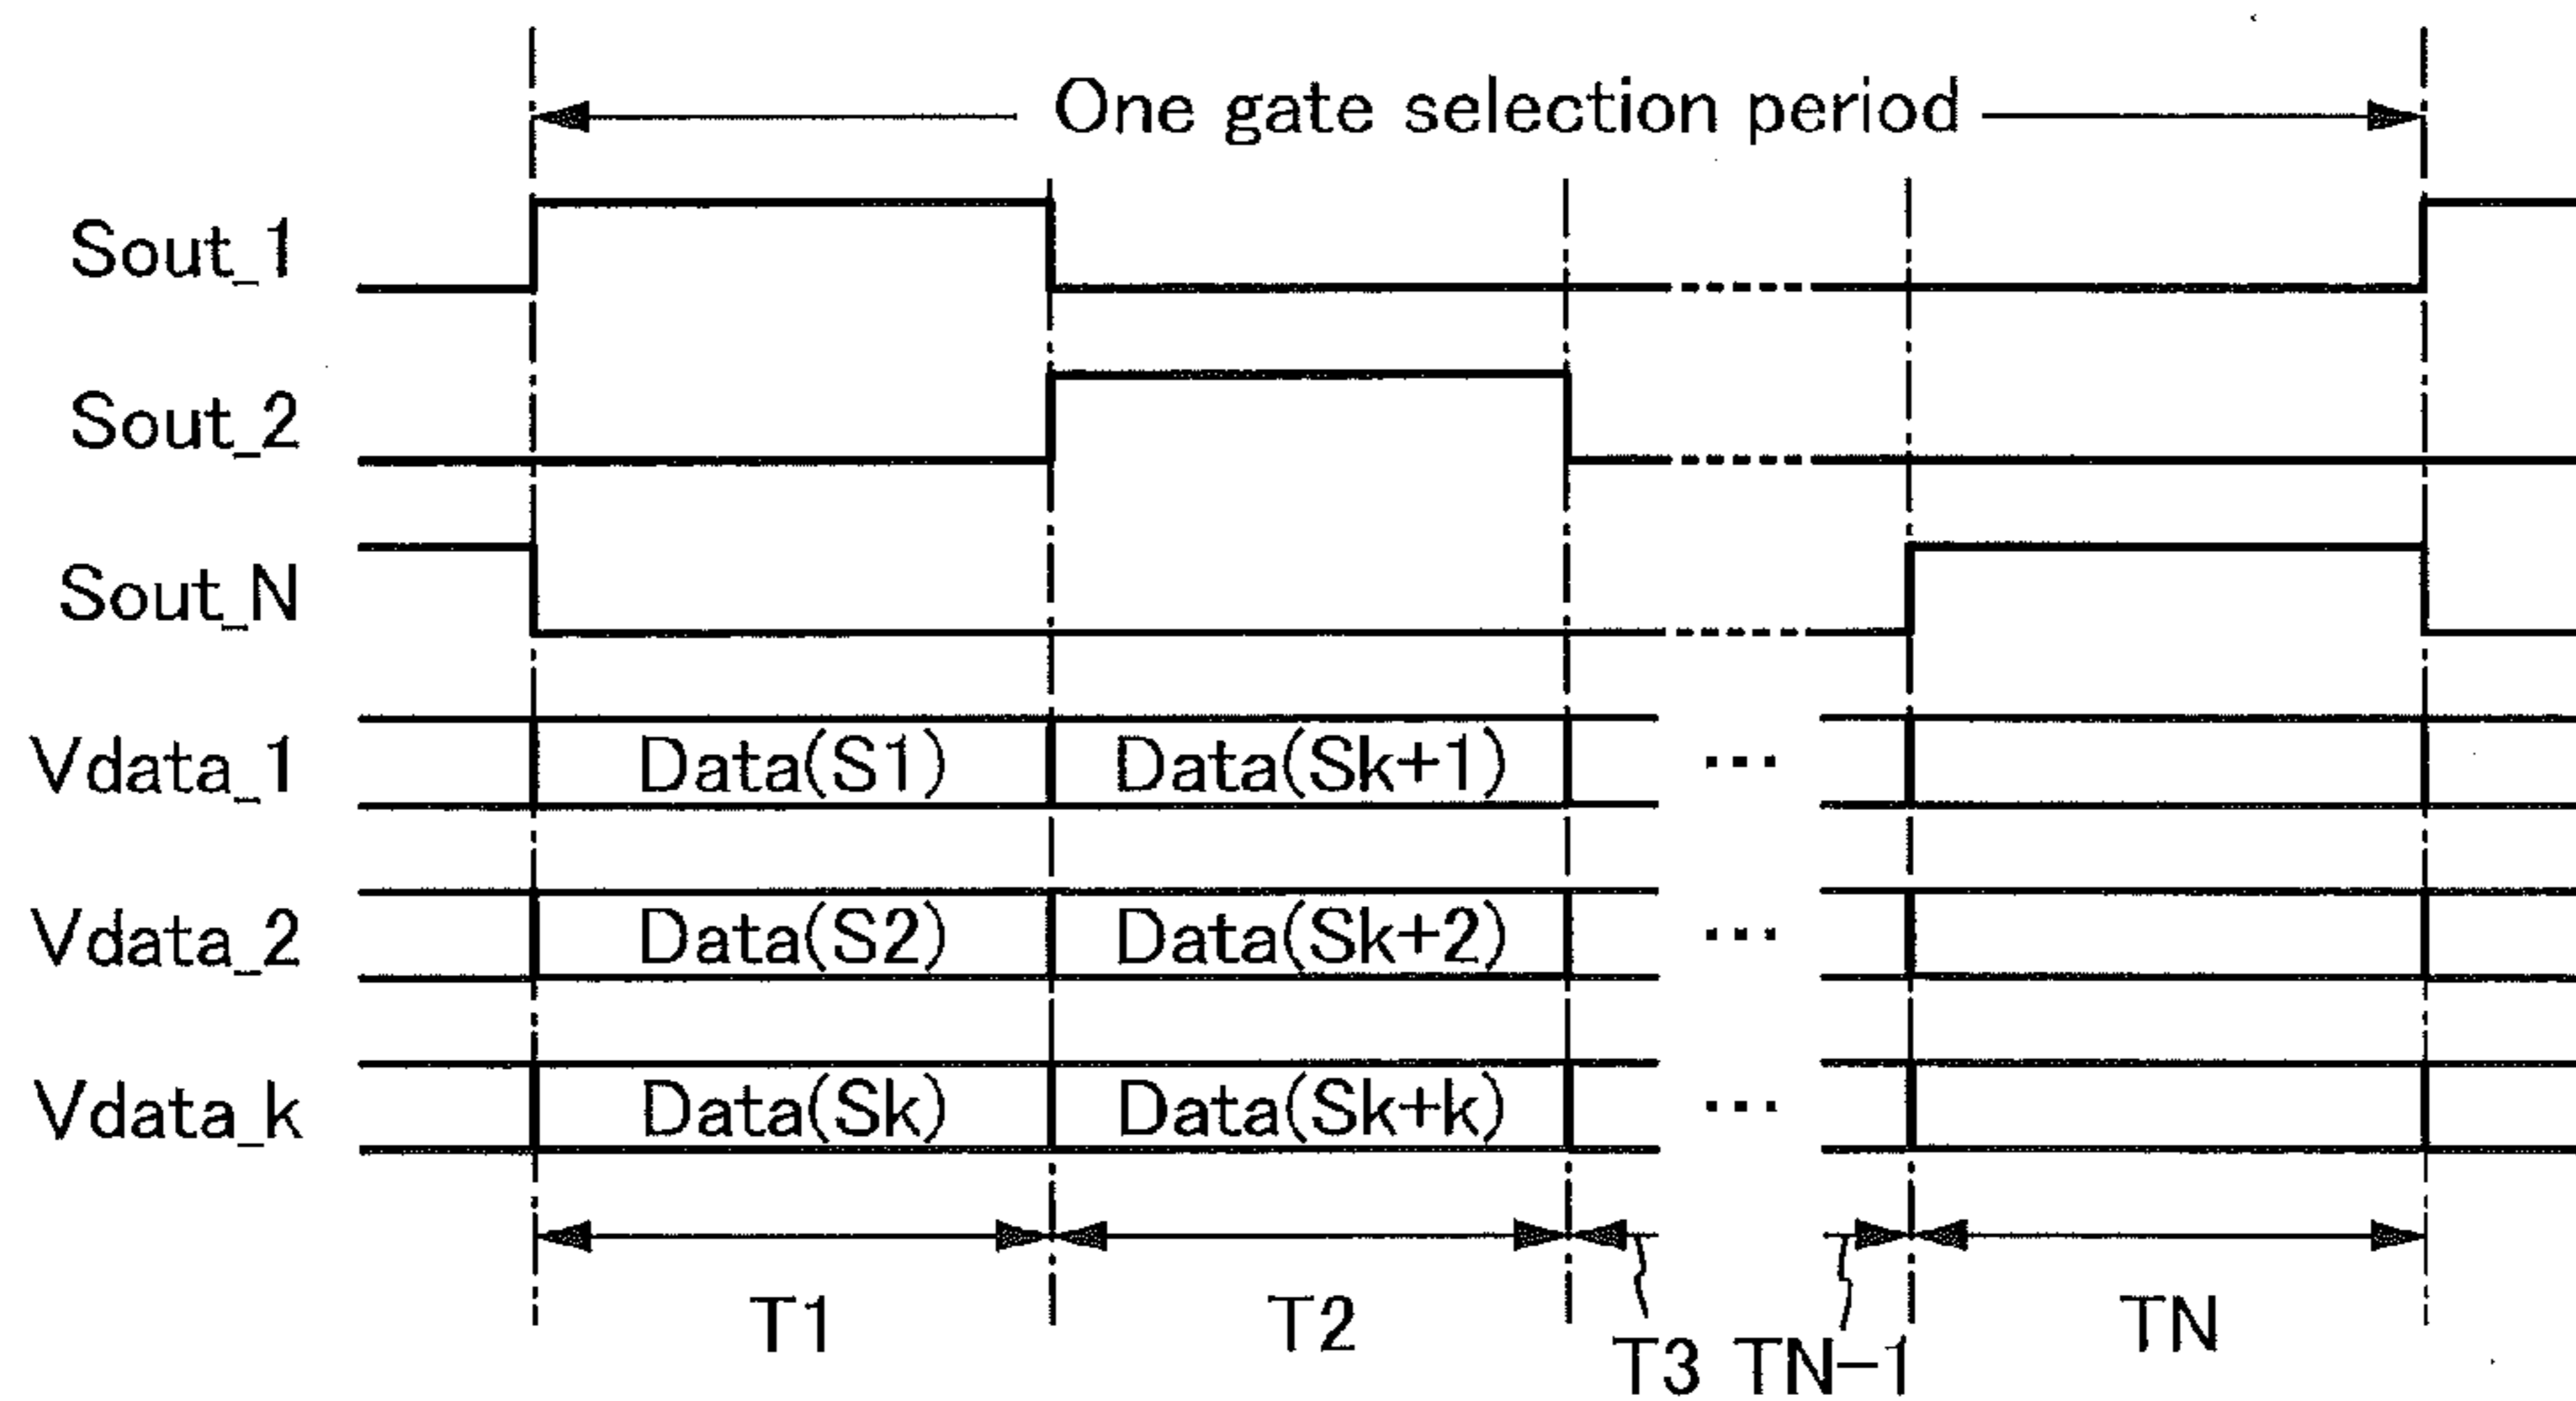 One gate selection period
Sout_1
Sout_2
Sout_N
Vdata_1 Data(S1) Data(Sk+1) ...
Vdata_2 Data(S2) Data(Sk+2) ...
Vdata_k Data(Sk) Data(Sk+k) ...
T1 T2 T3 TN-1 TN